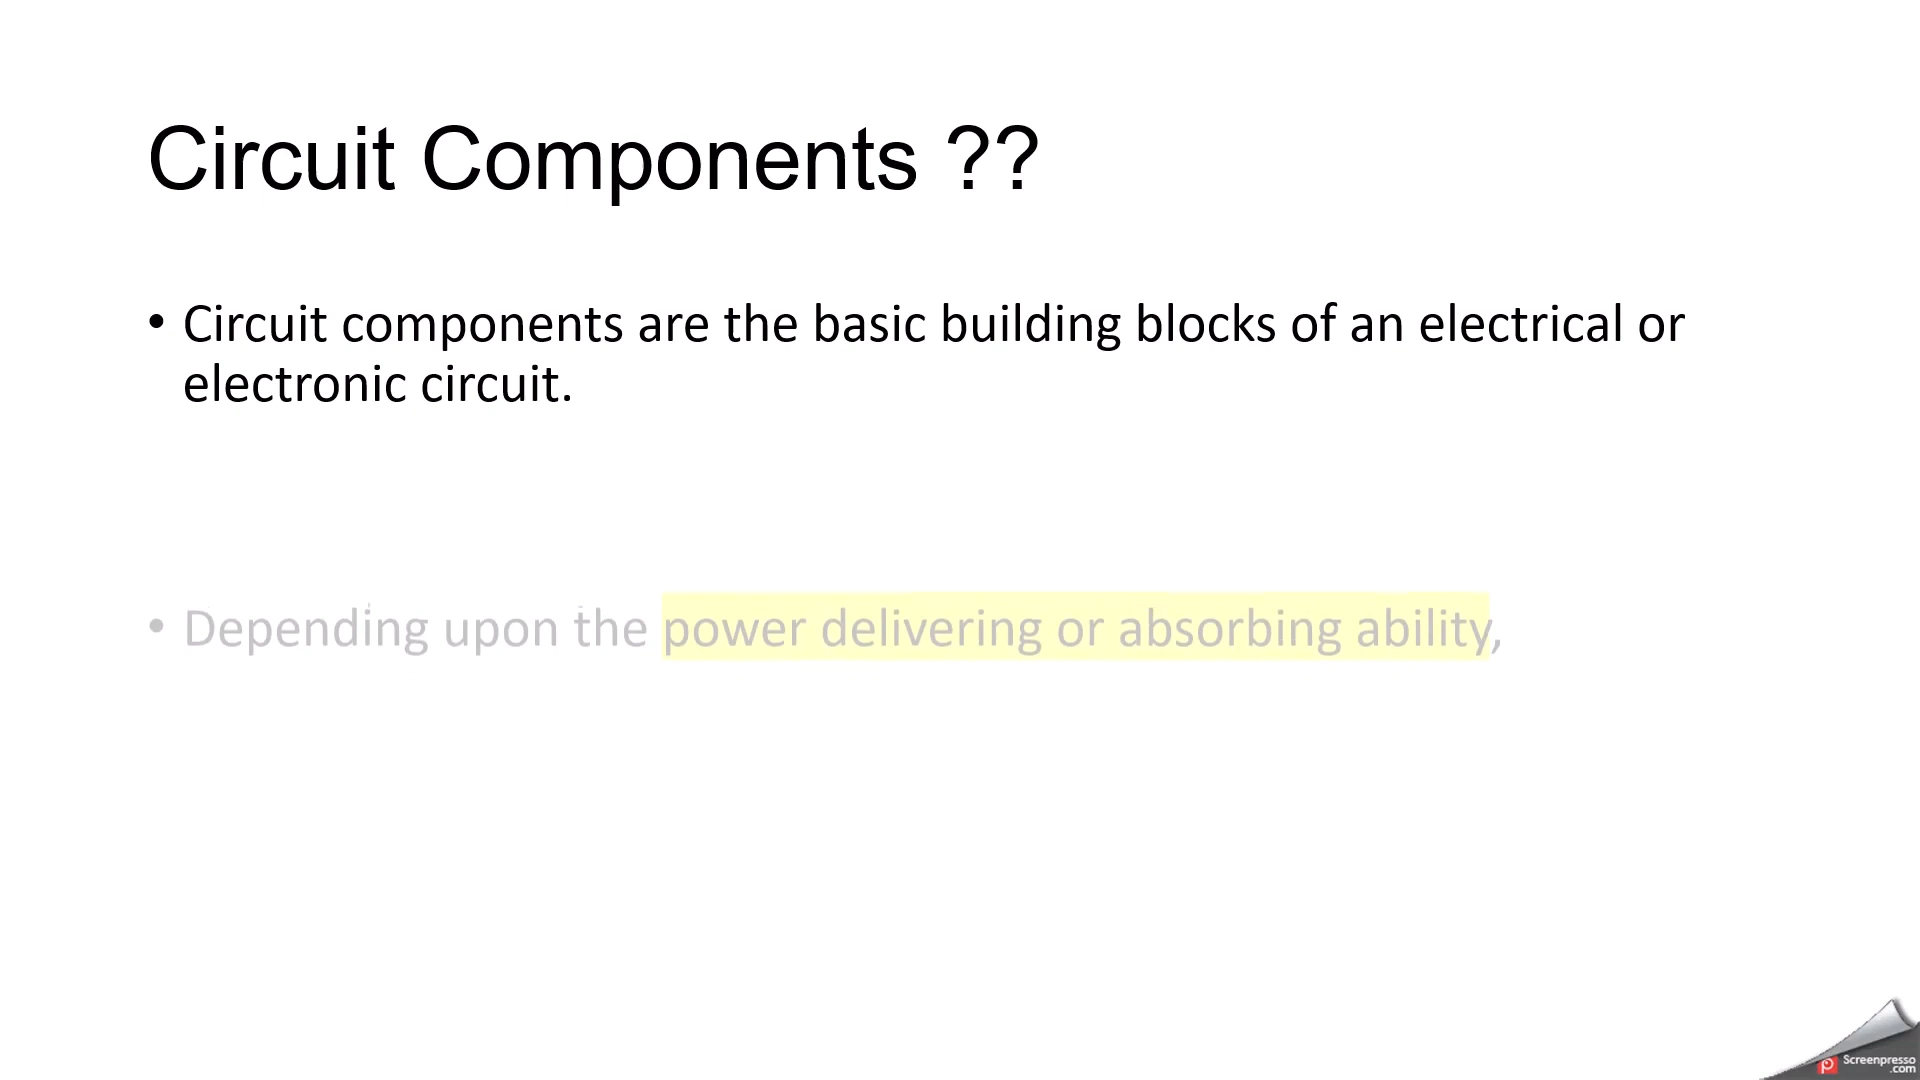 Circuit Components ??
• Circuit components are the basic building blocks of an electrical or
electronic circuit.
• Depending upon the power delivering or absorbing ability,
Screenpresso
.com